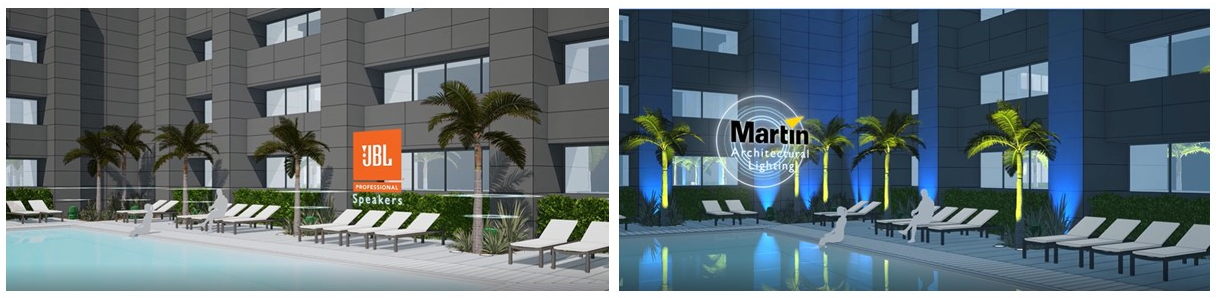 JBL
PROFESSIONAL
Speakers
Martin
Architectural
Lighting